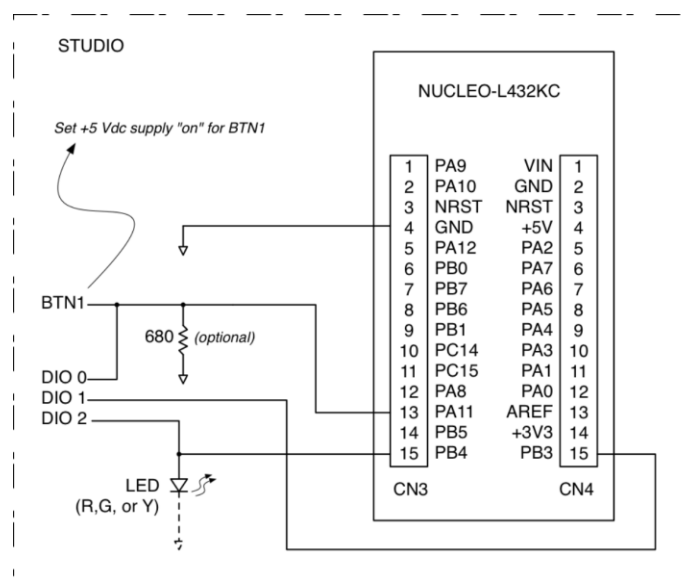 STUDIO
NUCLEO-L432KC
Set +5 Vdc supply "on" for BTN1
1 PA9 VIN 1
2 PA10 GND 2
3 NRST NRST 3
4 GND +5V 4
5 PA12 PA2 5
6 PB0 PA7 6
7 PB7 PA6 7
8 PB6 PA5 8
9 PB1 PA4 9
10 PC14 PA3 10
11 PC15 PA1 11
12 PA8 PA0 12
13 PA11 AREF 13
14 PB5 +3V3 14
15 PB4 PB3 15
CN3 CN4
BTN1
680 (optional)
DIO 0
DIO 1
DIO 2
LED
(R,G, or Y)